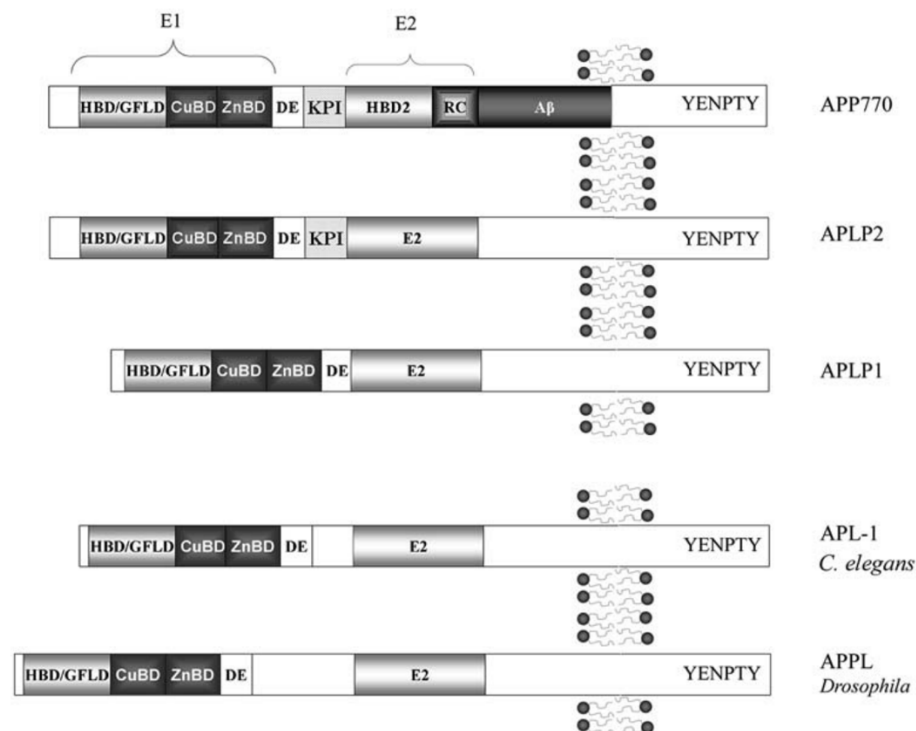 E1
E2
HBD/GFLD CuBD ZnBD DE KPI HBD2 RC Aβ YENPTY APP770
HBD/GFLD CuBD ZnBD DE KPI E2 YENPTY APLP2
HBD/GFLD CuBD ZnBD DE E2 YENPTY APLP1
HBD/GFLD CuBD ZnBD DE E2 YENPTY APL-1
C. elegans
HBD/GFLD CuBD ZnBD DE E2 YENPTY APPL
Drosophila